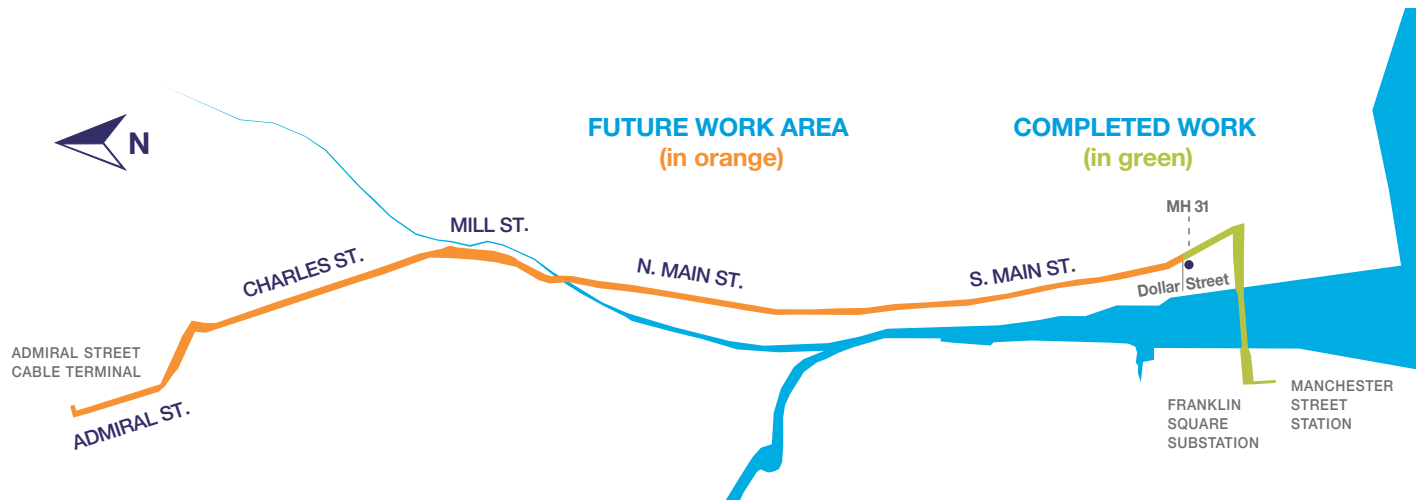 N
FUTURE WORK AREA
(in orange)
COMPLETED WORK
(in green)
MH 31
MILL ST.
CHARLES ST.
N. MAIN ST.
S. MAIN ST.
Dollar Street
ADMIRAL STREET
CABLE TERMINAL
ADMIRAL ST.
FRANKLIN
SQUARE
SUBSTATION
MANCHESTER
STREET
STATION